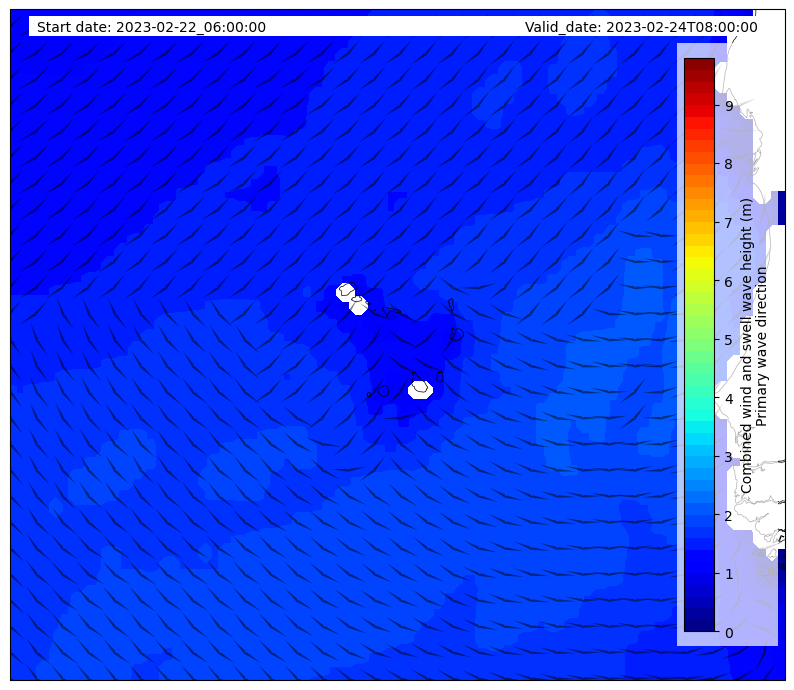 Start date: 2023-02-22_06:00:00
Valid_date: 2023-02-24T08:00:00
9
8
7
6
5
4
3
2
1
0
Combined wind and swell wave height (m)
Primary wave direction